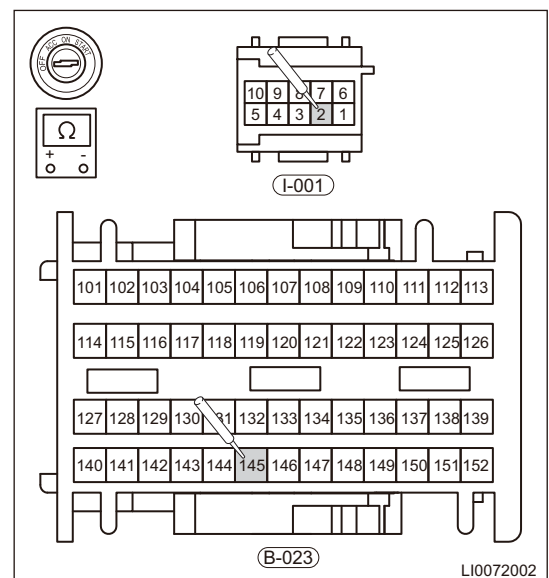 OFF ACC ON START
Ω
+ -
10 9 8 7 6
5 4 3 2 1
I-001
101 102 103 104 105 106 107 108 109 110 111 112 113
114 115 116 117 118 119 120 121 122 123 124 125 126
127 128 129 130 131 132 133 134 135 136 137 138 139
140 141 142 143 144 145 146 147 148 149 150 151 152
B-023
LI0072002